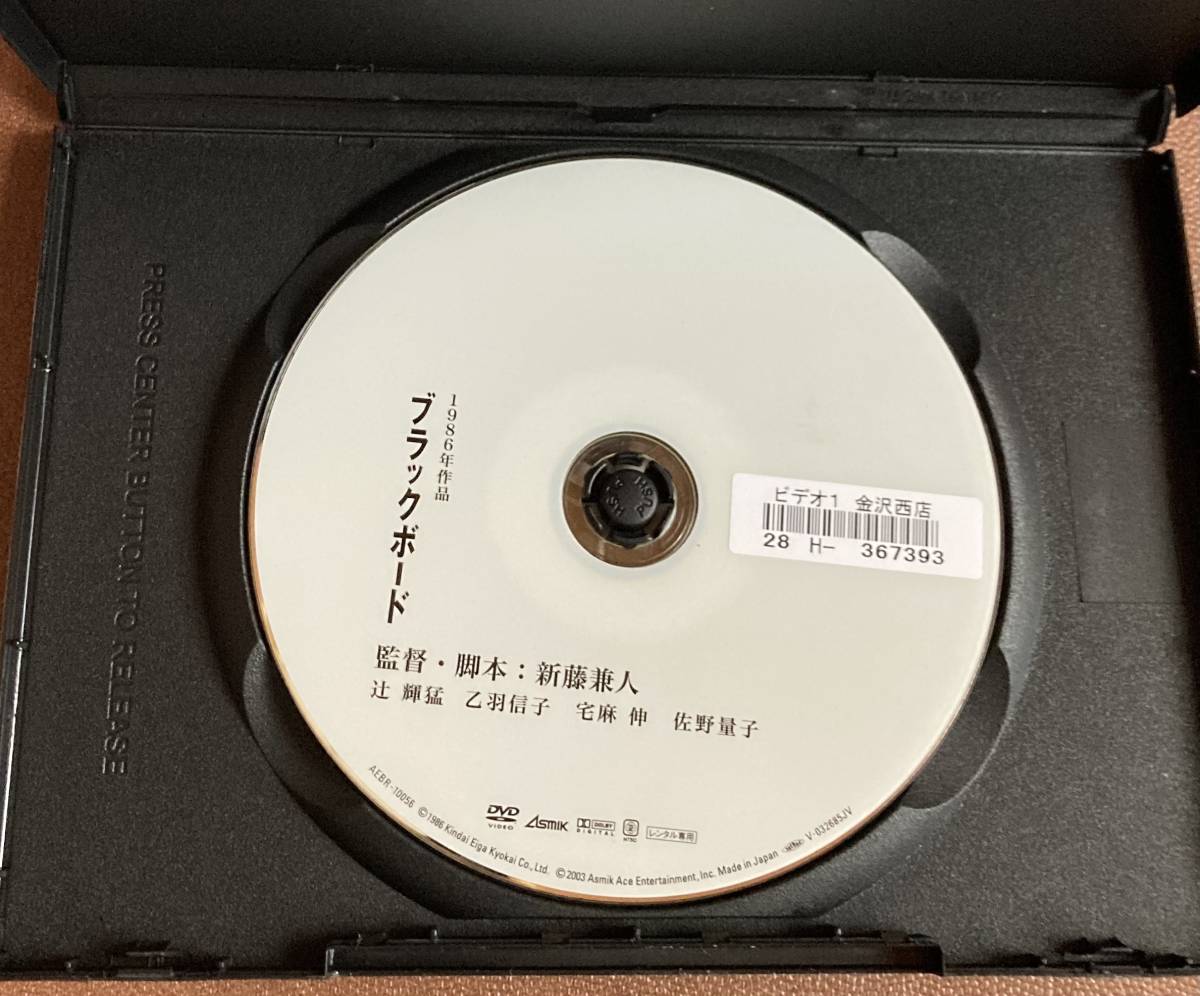 PRESS CENTER BUTTON TO RELEASE
1986年作品
ブラックボード
監督・脚本：新藤兼人
辻 輝猛 乙羽信子 宅麻 伸 佐野量子
PUSH
PUSH
ビデオ1 金沢西店
28 H- 367393
DVD VIDEO
Asmik
DOLBY DIGITAL
2 NTSC
レンタル専用
AEBR-10056 ©1986 Kindai Eiga Kyokai Co., Ltd. ©2003 Asmik Ace Entertainment, Inc. Made in Japan V-032685JV